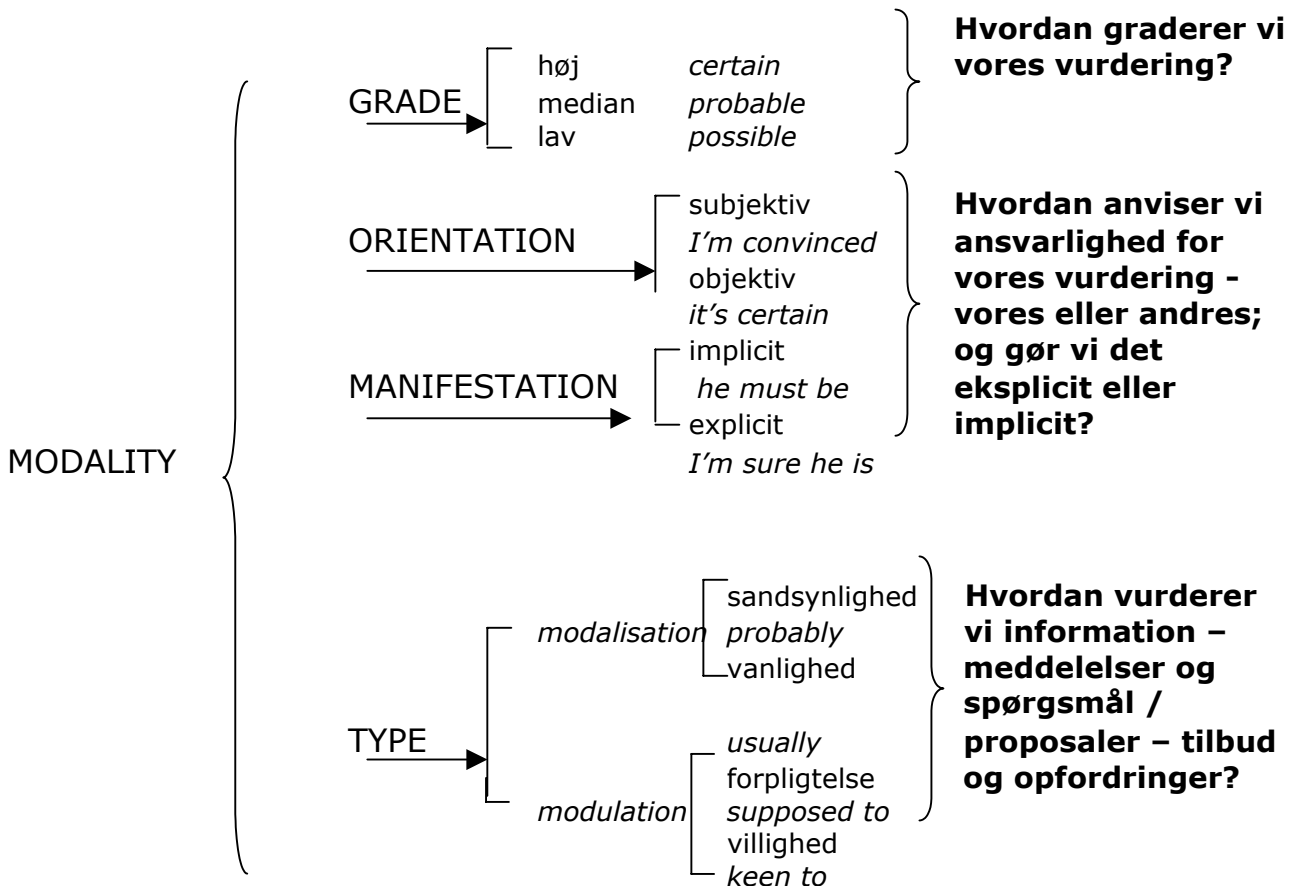 Hvordan graderer vi
vores vurdering?
GRADE
høj certain
median probable
lav possible
ORIENTATION
subjektiv
I'm convinced
objektiv
it's certain
MANIFESTATION
implicit
he must be
explicit
I'm sure he is
Hvordan anviser vi
ansvarlighed for
vores vurdering -
vores eller andres;
og gør vi det
eksplicit eller
implicit?
MODALITY
TYPE
modalisation
sandsynlighed
probably
vanlighed
usually
modulation
forpligtelse
supposed to
villighed
keen to
Hvordan vurderer
vi information –
meddelelser og
spørgsmål /
proposaler – tilbud
og opfordringer?